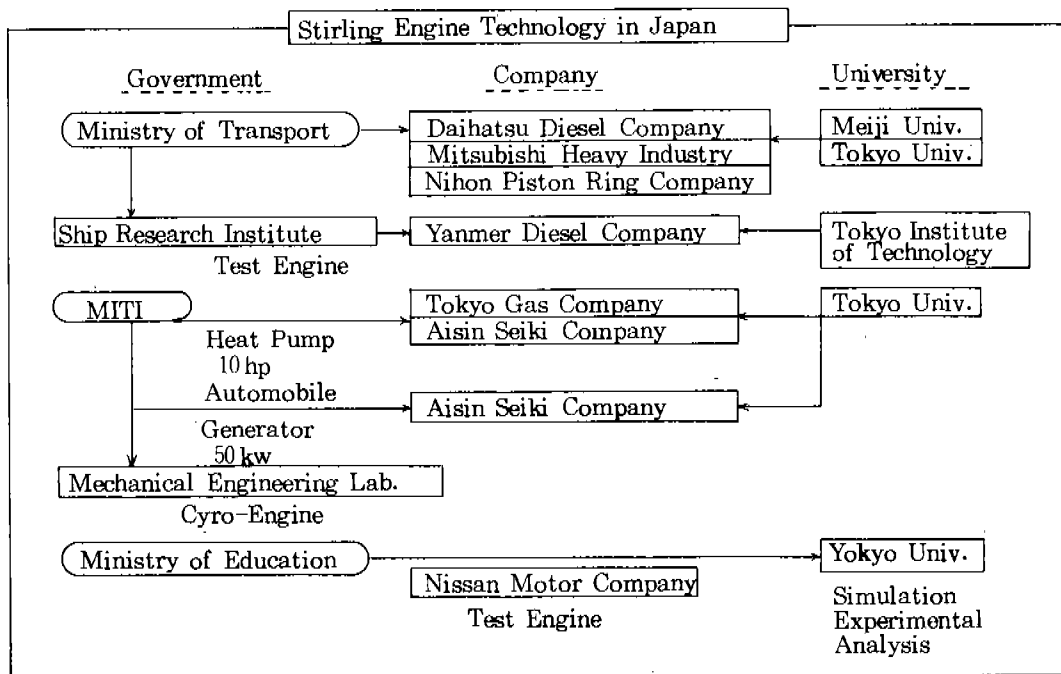 Stirling Engine Technology in Japan
Government
Company
University
Ministry of Transport
Daihatsu Diesel Company
Meiji Univ.
Mitsubishi Heavy Industry
Tokyo Univ.
Nihon Piston Ring Company
Ship Research Institute
Yanmer Diesel Company
Tokyo Institute
of Technology
Test Engine
MITI
Tokyo Gas Company
Tokyo Univ.
Aisin Seiki Company
Heat Pump
10 hp
Automobile
Aisin Seiki Company
Generator
50 kw
Mechanical Engineering Lab.
Cyro-Engine
Ministry of Education
Yokyo Univ.
Nissan Motor Company
Test Engine
Simulation
Experimental
Analysis